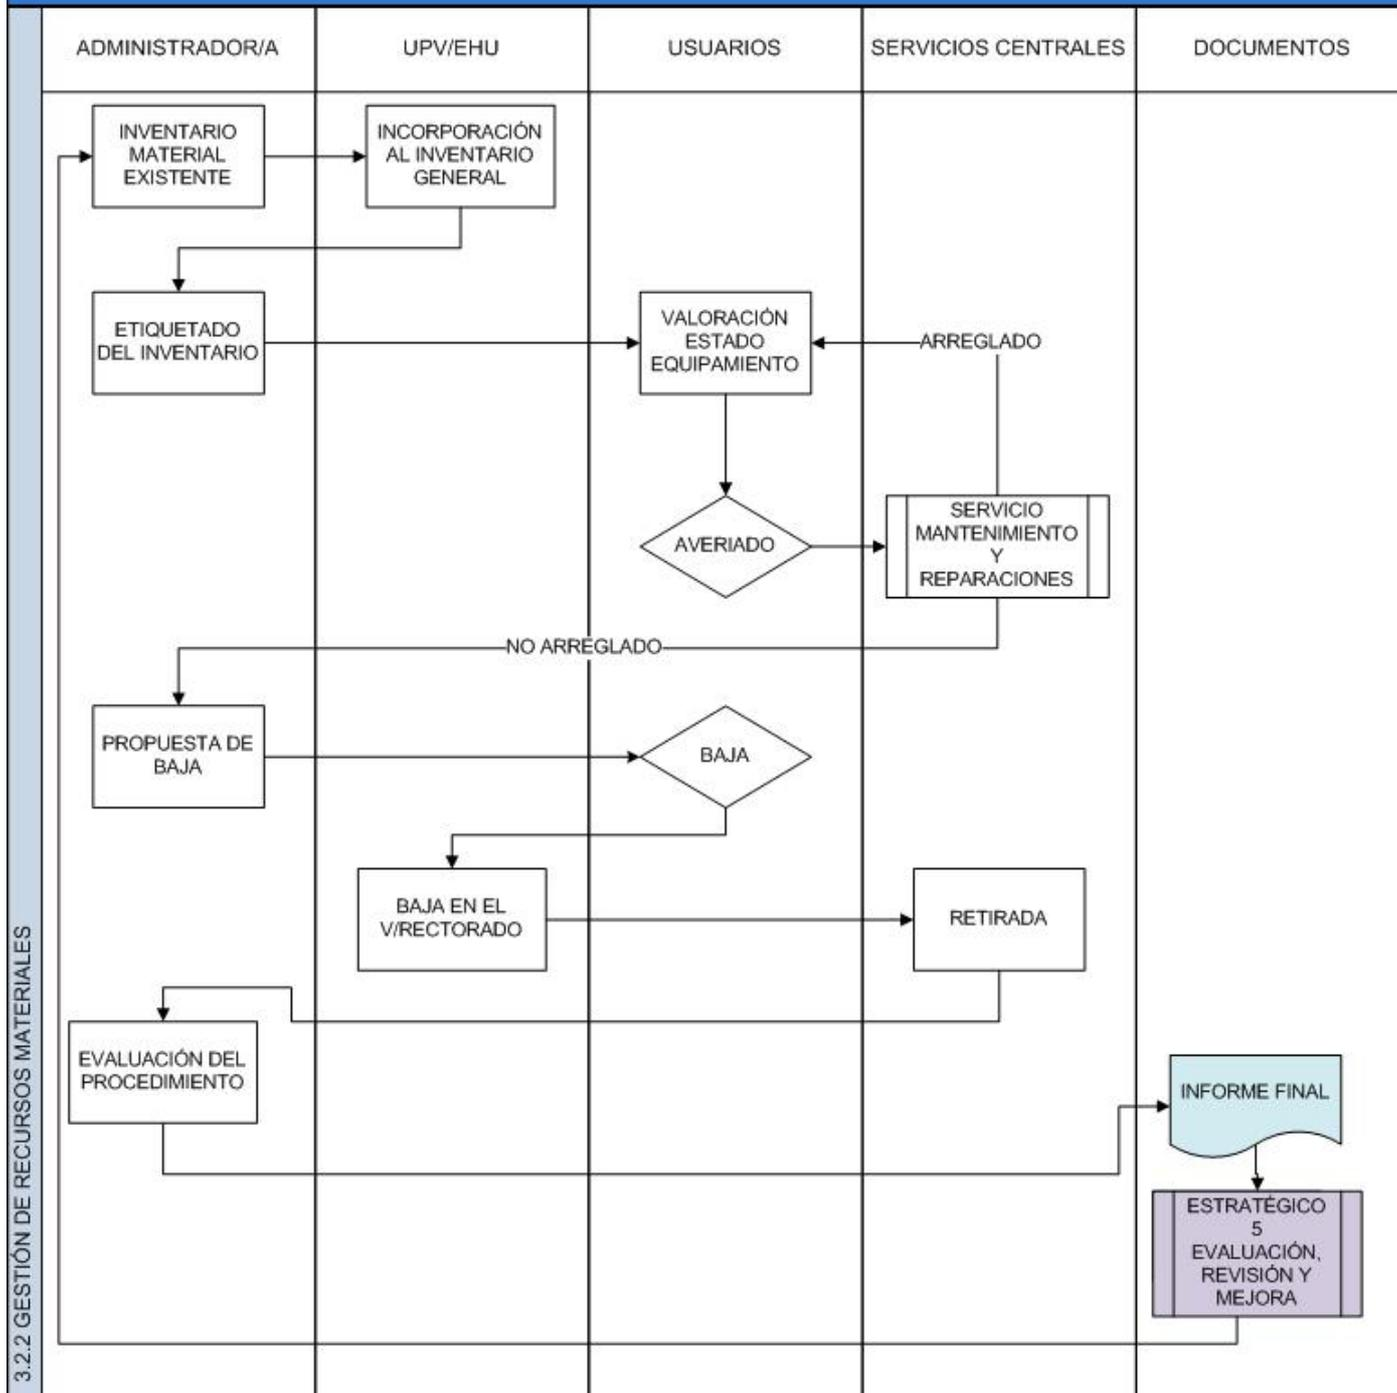 ADMINISTRADOR/A
UPV/EHU
USUARIOS
SERVICIOS CENTRALES
DOCUMENTOS
INVENTARIO
MATERIAL
EXISTENTE
INCORPORACIÓN
AL INVENTARIO
GENERAL
ETIQUETADO
DEL INVENTARIO
VALORACIÓN
ESTADO
EQUIPAMIENTO
ARREGLADO
AVERIADO
SERVICIO
MANTENIMIENTO
Y
REPARACIONES
NO ARREGLADO
PROPUESTA DE
BAJA
BAJA
BAJA EN EL
V/RECTORADO
RETIRADA
EVALUACIÓN DEL
PROCEDIMIENTO
INFORME FINAL
ESTRATÉGICO
5
EVALUACIÓN,
REVISIÓN Y
MEJORA
3.2.2 GESTIÓN DE RECURSOS MATERIALES